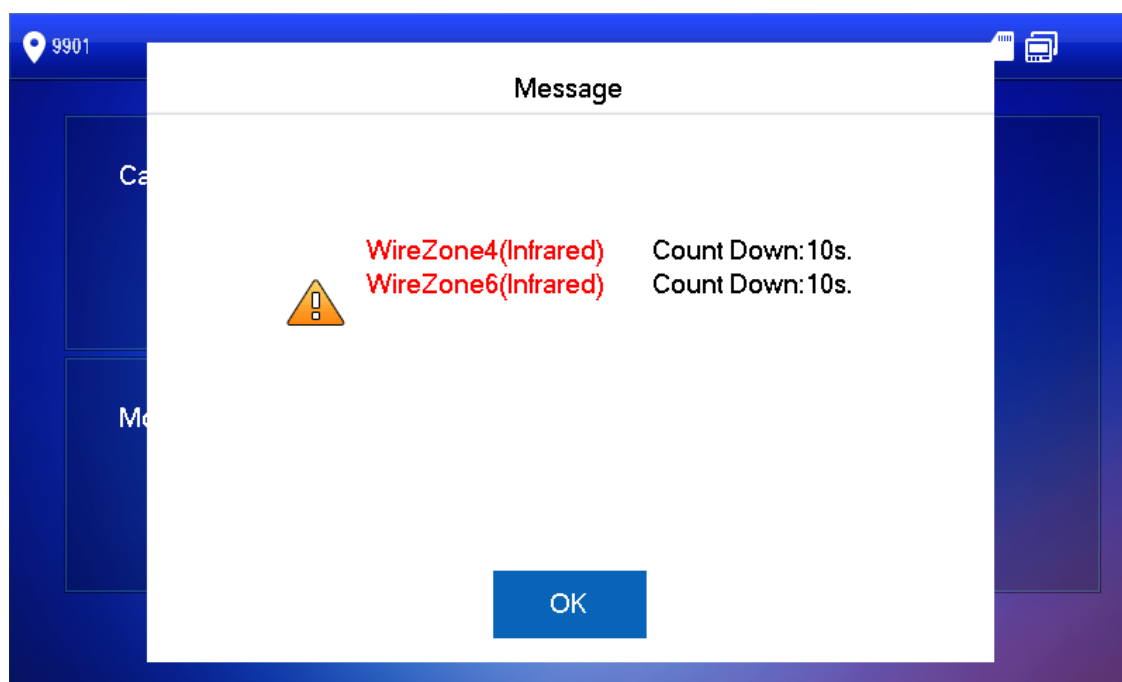 9901
Message
WireZone4(Infrared) Count Down:10s.
WireZone6(Infrared) Count Down:10s.
OK